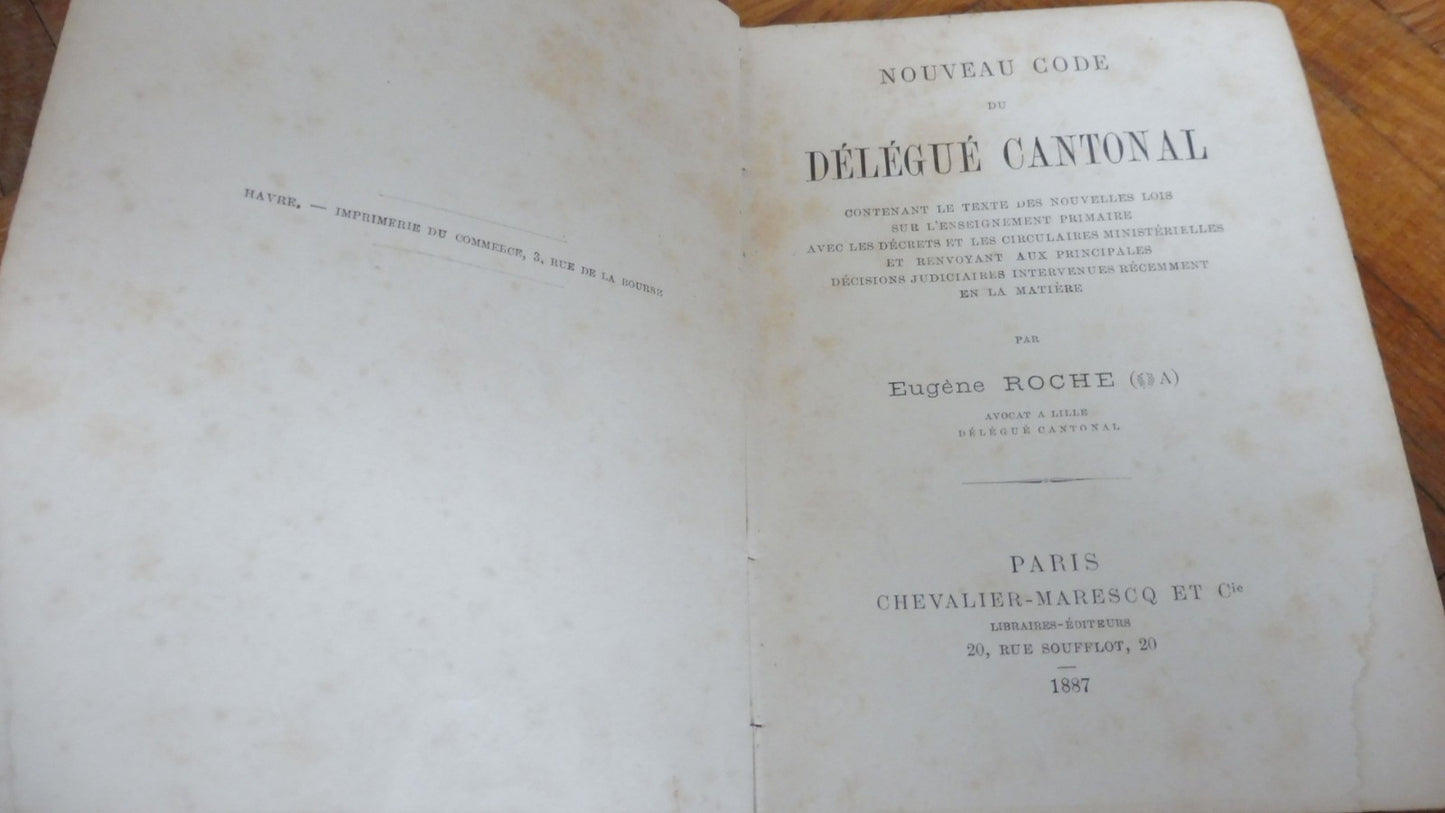 HAVRE. — IMPRIMERIE DU COMMERCE, 3, RUE DE LA BOURSE
NOUVEAU CODE
DU
DÉLÉGUÉ CANTONAL
CONTENANT LE TEXTE DES NOUVELLES LOIS
SUR L'ENSEIGNEMENT PRIMAIRE
AVEC LES DÉCRETS ET LES CIRCULAIRES MINISTÉRIELLES
ET RENVOYANT AUX PRINCIPALES
DÉCISIONS JUDICIAIRES INTERVENUES RÉCEMMENT
EN LA MATIÈRE
PAR
Eugène ROCHE (A)
AVOCAT A LILLE
DÉLÉGUÉ CANTONAL
PARIS
CHEVALIER-MARESCQ ET Cie
LIBRAIRES-ÉDITEURS
20, RUE SOUFFLOT, 20
1887